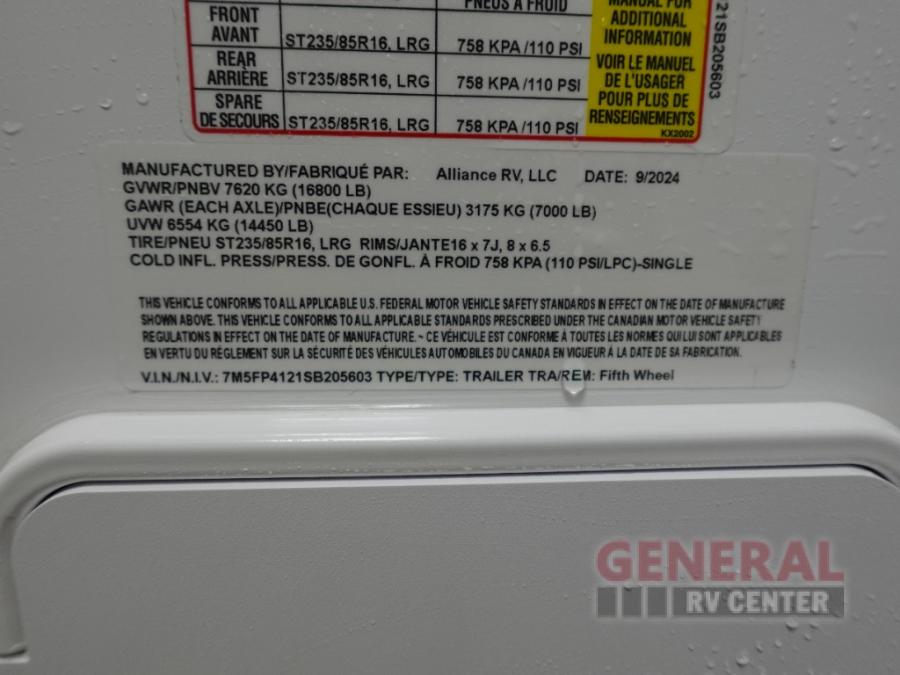 PNEUS À FROID
MANUAL FOR
ADDITIONAL
INFORMATION
VOIR LE MANUEL
DE L'USAGER
POUR PLUS DE
RENSEIGNEMENTS
KX2002
FRONT
AVANT
ST235/85R16, LRG 758 KPA /110 PSI
REAR
ARRIÈRE
ST235/85R16, LRG 758 KPA /110 PSI
SPARE
DE SECOURS
ST235/85R16, LRG 758 KPA /110 PSI
21SB205603
MANUFACTURED BY/FABRIQUÉ PAR: Alliance RV, LLC DATE: 9/2024
GVWR/PNBV 7620 KG (16800 LB)
GAWR (EACH AXLE)/PNBE(CHAQUE ESSIEU) 3175 KG (7000 LB)
UVW 6554 KG (14450 LB)
TIRE/PNEU ST235/85R16, LRG RIMS/JANTE16 x 7J, 8 x 6.5
COLD INFL. PRESS/PRESS. DE GONFL. À FROID 758 KPA (110 PSI/LPC)-SINGLE
THIS VEHICLE CONFORMS TO ALL APPLICABLE U.S. FEDERAL MOTOR VEHICLE SAFETY STANDARDS IN EFFECT ON THE DATE OF MANUFACTURE
SHOWN ABOVE. THIS VEHICLE CONFORMS TO ALL APPLICABLE STANDARDS PRESCRIBED UNDER THE CANADIAN MOTOR VEHICLE SAFETY
REGULATIONS IN EFFECT ON THE DATE OF MANUFACTURE. ~ CE VÉHICULE EST CONFORME À TOUTES LES NORMES QUI LUI SONT APPLICABLES
EN VERTU DU RÉGLEMENT SUR LA SÉCURITÉ DES VÉHICULES AUTOMOBILES DU CANADA EN VIGUEUR À LA DATE DE SA FABRICATION.
V.I.N./N.I.V.: 7M5FP4121SB205603 TYPE/TYPE: TRAILER TRA/REM: Fifth Wheel
GENERAL
RV CENTER